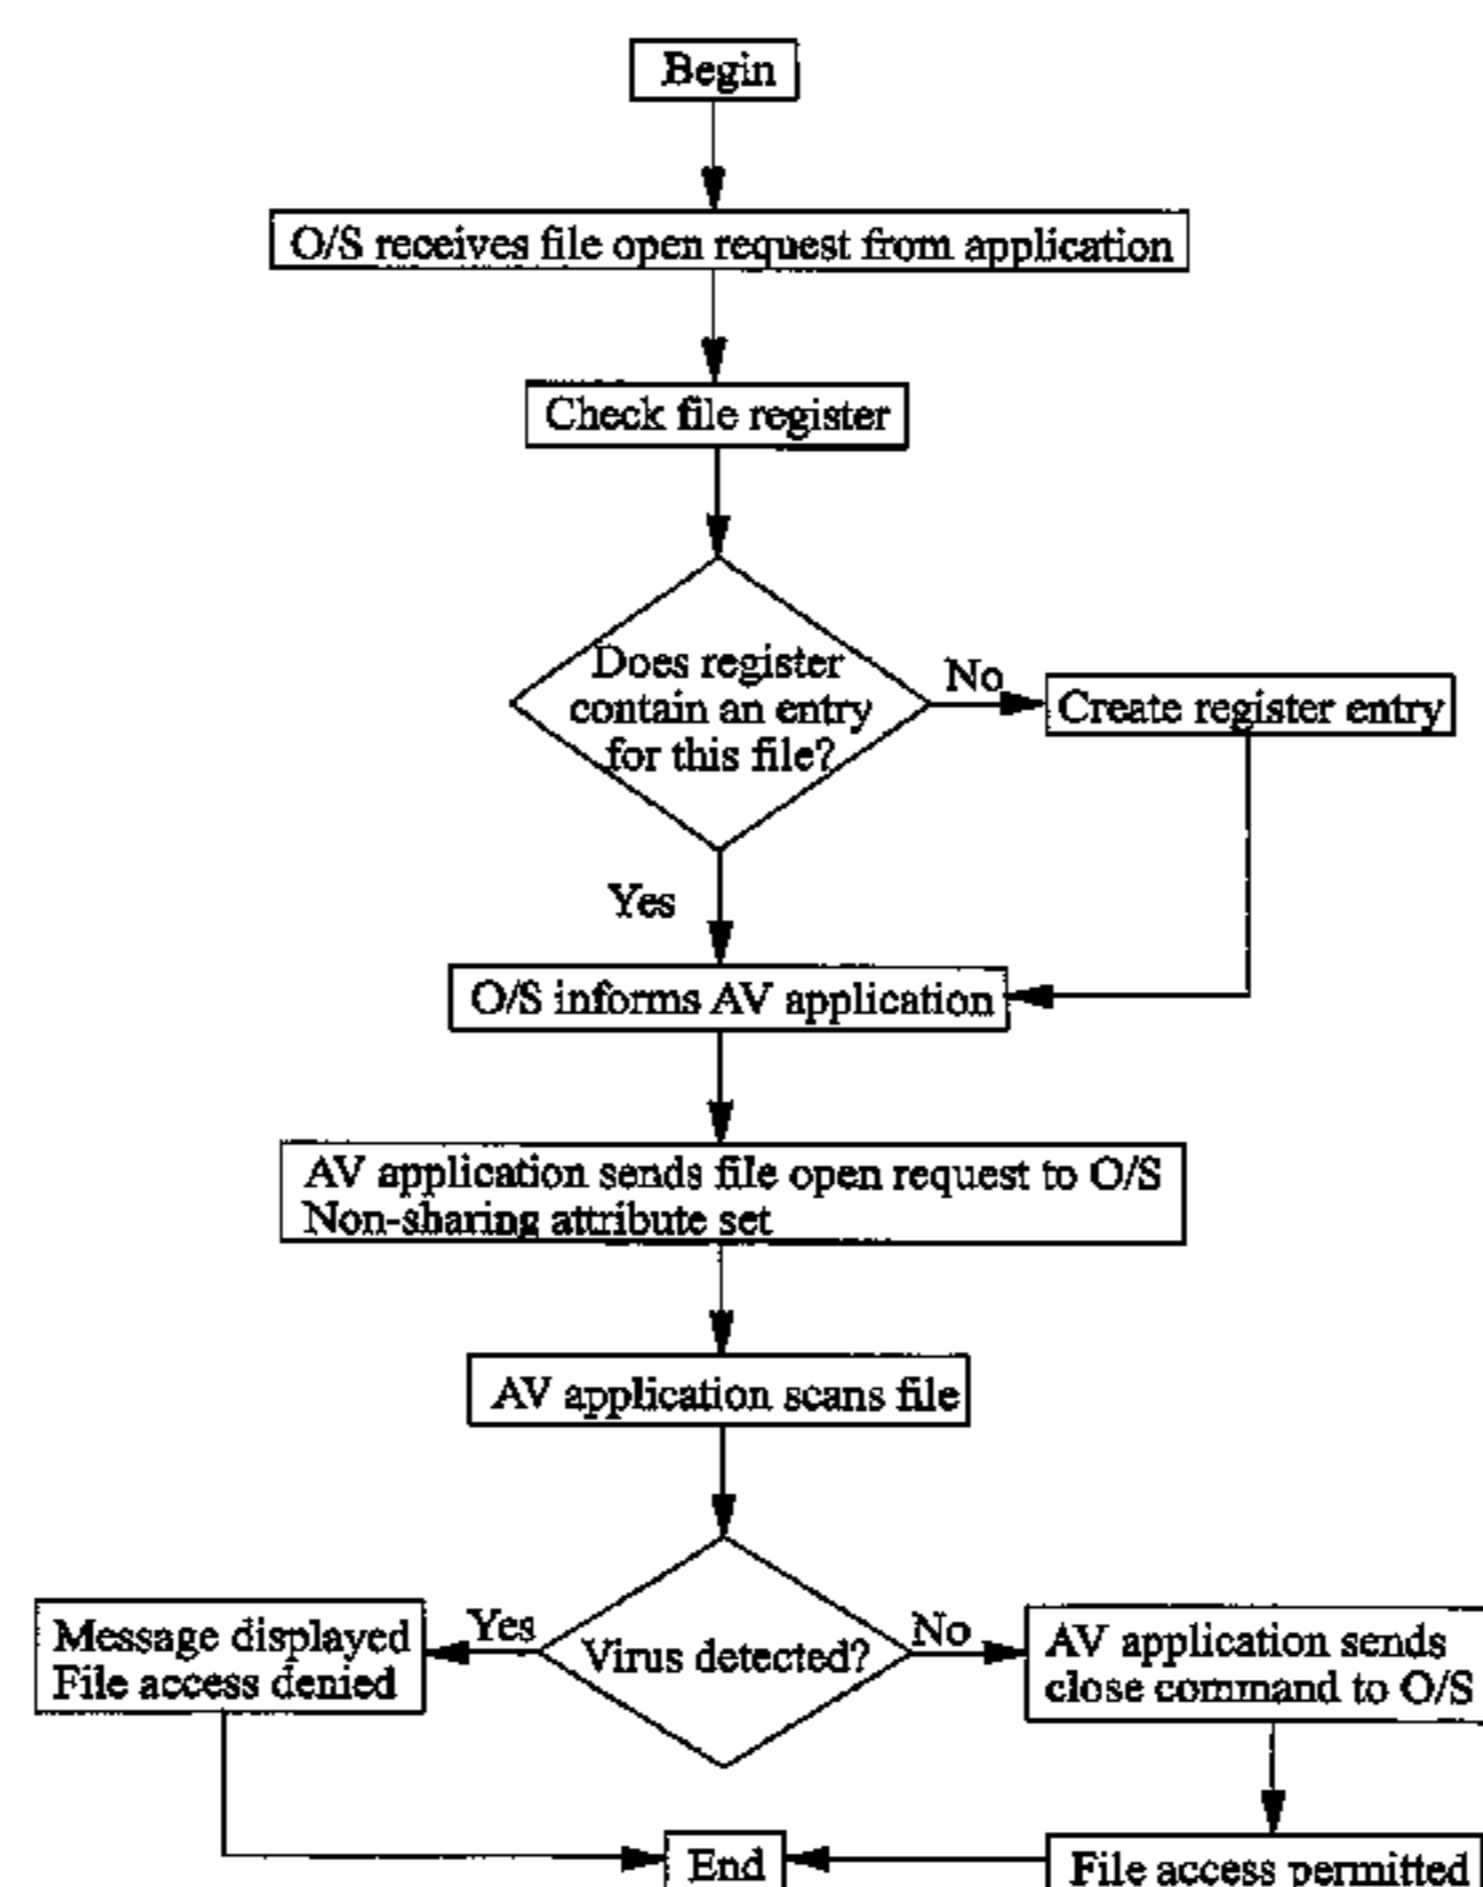 Begin
O/S receives file open request from application
Check file register
Does register
contain an entry
for this file?
No
Create register entry
Yes
O/S informs AV application
AV application sends file open request to O/S
Non-sharing attribute set
AV application scans file
Message displayed
File access denied
Yes
Virus detected?
No
AV application sends
close command to O/S
End
File access permitted